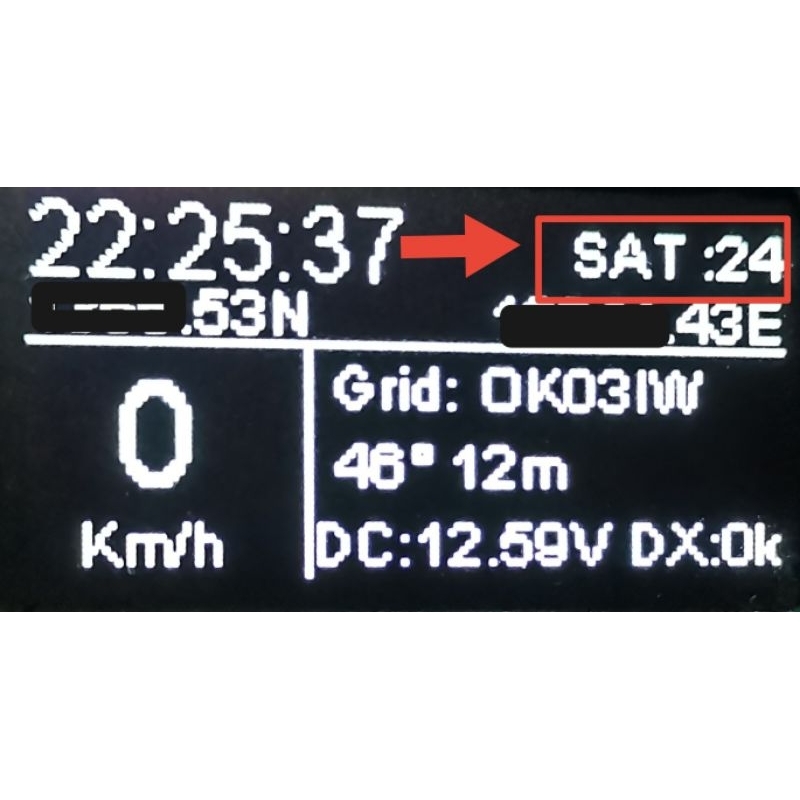 22:25:37 SAT :24
.53N .43E
0 Grid: OK03IW
46° 12m
Km/h DC:12.59V DX:0k